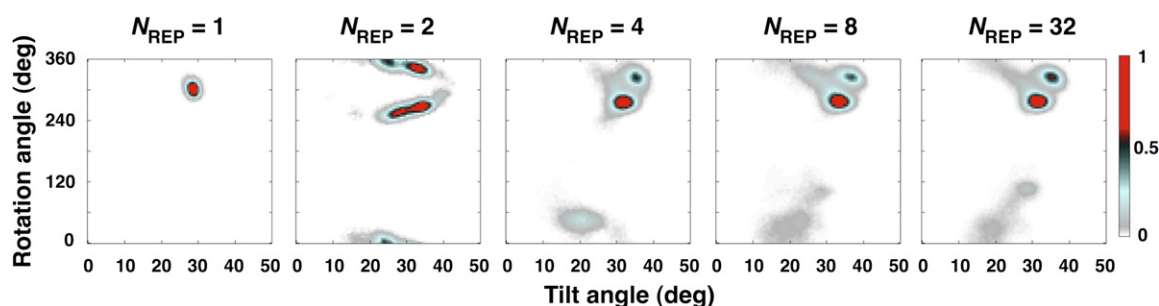 N_REP = 1 N_REP = 2 N_REP = 4 N_REP = 8 N_REP = 32
Rotation angle (deg)
360
240
120
0
0 10 20 30 40 50 0 10 20 30 40 50 0 10 20 30 40 50 0 10 20 30 40 50 0 10 20 30 40 50
Tilt angle (deg)
1
0.5
0